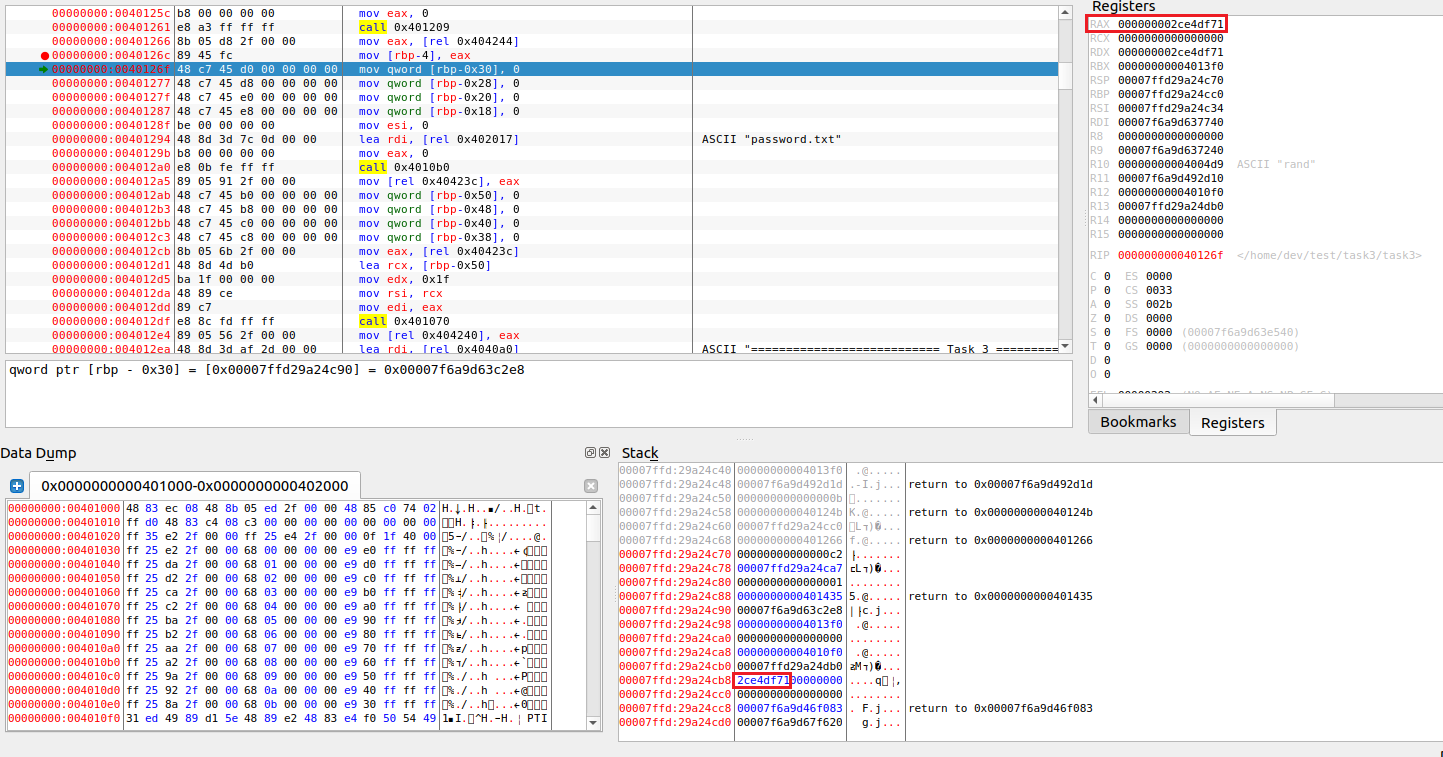 00000000:0040125c b8 00 00 00 00 mov eax, 0
00000000:00401261 e8 a3 ff ff ff call 0x401209
00000000:00401266 8b 05 d8 2f 00 00 mov eax, [rel 0x404244]
00000000:0040126c 89 45 fc mov [rbp-4], eax
00000000:0040126f 48 c7 45 d0 00 00 00 00 mov qword [rbp-0x30], 0
00000000:00401277 48 c7 45 d8 00 00 00 00 mov qword [rbp-0x28], 0
00000000:0040127f 48 c7 45 e0 00 00 00 00 mov qword [rbp-0x20], 0
00000000:00401287 48 c7 45 e8 00 00 00 00 mov qword [rbp-0x18], 0
00000000:0040128f be 00 00 00 00 mov esi, 0
00000000:00401294 48 8d 3d 7c 0d 00 00 lea rdi, [rel 0x402017] ASCII "password.txt"
00000000:0040129b b8 00 00 00 00 mov eax, 0
00000000:004012a0 e8 0b fe ff ff call 0x4010b0
00000000:004012a5 89 05 91 2f 00 00 mov [rel 0x40423c], eax
00000000:004012ab 48 c7 45 b0 00 00 00 00 mov qword [rbp-0x50], 0
00000000:004012b3 48 c7 45 b8 00 00 00 00 mov qword [rbp-0x48], 0
00000000:004012bb 48 c7 45 c0 00 00 00 00 mov qword [rbp-0x40], 0
00000000:004012c3 48 c7 45 c8 00 00 00 00 mov qword [rbp-0x38], 0
00000000:004012cb 8b 05 6b 2f 00 00 mov eax, [rel 0x40423c]
00000000:004012d1 48 8d 4d b0 lea rcx, [rbp-0x50]
00000000:004012d5 ba 1f 00 00 00 mov edx, 0x1f
00000000:004012da 48 89 ce mov rsi, rcx
00000000:004012dd 89 c7 mov edi, eax
00000000:004012df e8 8c fd ff ff call 0x401070
00000000:004012e4 89 05 56 2f 00 00 mov [rel 0x404240], eax
00000000:004012ea 48 8d 3d af 2d 00 00 lea rdi, [rel 0x4040a0] ASCII "=========================== Task 3 ==========
qword ptr [rbp - 0x30] = [0x00007ffd29a24c90] = 0x00007f6a9d63c2e8
Registers
RAX 000000002ce4df71
RCX 0000000000000000
RDX 000000002ce4df71
RBX 00000000004013f0
RSP 00007ffd29a24c70
RBP 00007ffd29a24cc0
RSI 00007ffd29a24c34
RDI 00007f6a9d637740
R8 0000000000000000
R9 00007f6a9d637240
R10 00000000004004d9 ASCII "rand"
R11 00007f6a9d492d10
R12 00000000004010f0
R13 00007ffd29a24db0
R14 0000000000000000
R15 0000000000000000
RIP 000000000040126f </home/dev/test/task3/task3>
C 0 ES 0000
P 0 CS 0033
A 0 SS 002b
Z 0 DS 0000
S 0 FS 0000 (00007f6a9d63e540)
T 0 GS 0000 (0000000000000000)
D 0
O 0
Bookmarks Registers
Data Dump
0x0000000000401000-0x0000000000402000
00000000:00401000 48 83 ec 08 48 8b 05 ed 2f 00 00 48 85 c0 74 02
00000000:00401010 ff d0 48 83 c4 08 c3 00 00 00 00 00 00 00 00 00
00000000:00401020 ff 35 e2 2f 00 00 ff 25 e4 2f 00 00 0f 1f 40 00
00000000:00401030 ff 25 e2 2f 00 00 68 00 00 00 00 e9 e0 ff ff ff
00000000:00401040 ff 25 da 2f 00 00 68 01 00 00 00 e9 d0 ff ff ff
00000000:00401050 ff 25 d2 2f 00 00 68 02 00 00 00 e9 c0 ff ff ff
00000000:00401060 ff 25 ca 2f 00 00 68 03 00 00 00 e9 b0 ff ff ff
00000000:00401070 ff 25 c2 2f 00 00 68 04 00 00 00 e9 a0 ff ff ff
00000000:00401080 ff 25 ba 2f 00 00 68 05 00 00 00 e9 90 ff ff ff
00000000:00401090 ff 25 b2 2f 00 00 68 06 00 00 00 e9 80 ff ff ff
00000000:004010a0 ff 25 aa 2f 00 00 68 07 00 00 00 e9 70 ff ff ff
00000000:004010b0 ff 25 a2 2f 00 00 68 08 00 00 00 e9 60 ff ff ff
00000000:004010c0 ff 25 9a 2f 00 00 68 09 00 00 00 e9 50 ff ff ff
00000000:004010d0 ff 25 92 2f 00 00 68 0a 00 00 00 e9 40 ff ff ff
00000000:004010e0 ff 25 8a 2f 00 00 68 0b 00 00 00 e9 30 ff ff ff
00000000:004010f0 31 ed 49 89 d1 5e 48 89 e2 48 83 e4 f0 50 54 49
Stack
00007ffd:29a24c40 00000000004013f0 .@.....
00007ffd:29a24c48 00007f6a9d492d1d .-I.j... return to 0x00007f6a9d492d1d
00007ffd:29a24c50 000000000000000b
00007ffd:29a24c58 000000000040124b K.@..... return to 0x000000000040124b
00007ffd:29a24c60 00007ffd29a24cc0
00007ffd:29a24c68 0000000000401266 f.@..... return to 0x0000000000401266
00007ffd:29a24c70 00000000000000c2
00007ffd:29a24c78 00007ffd29a24ca7
00007ffd:29a24c80 0000000000000001 ........
00007ffd:29a24c88 0000000000401435 5.@..... return to 0x0000000000401435
00007ffd:29a24c90 00007f6a9d63c2e8
00007ffd:29a24c98 00000000004013f0 .@.....
00007ffd:29a24ca0 0000000000000000 ........
00007ffd:29a24ca8 00000000004010f0 .@.....
00007ffd:29a24cb0 00007ffd29a24db0
00007ffd:29a24cb8 2ce4df7100000000
00007ffd:29a24cc0 0000000000000000 ........
00007ffd:29a24cc8 00007f6a9d46f083 . F.j... return to 0x00007f6a9d46f083
00007ffd:29a24cd0 00007f6a9d67f620 g.j...